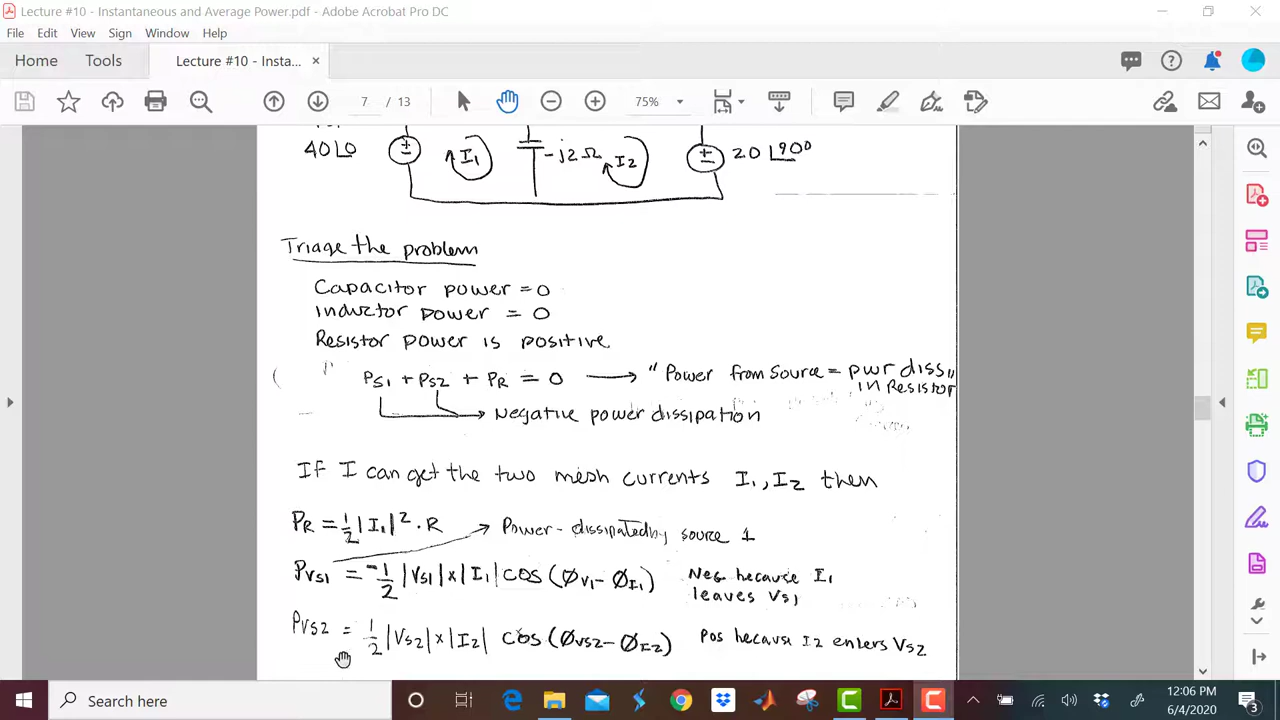 Lecture #10 - Instantaneous and Average Power.pdf - Adobe Acrobat Pro DC
File Edit View Sign Window Help
Home Tools Lecture #10 - Insta... ×
7 / 13 75%
40⌊0 I1 -j2Ω I2 20⌊90°
Triage the problem
Capacitor power = 0
Inductor power = 0
Resistor power is positive
PS1 + PS2 + PR = 0 → "Power from Source = pwr diss
in Resistor
Negative power dissipation
If I can get the two mesh currents I1, I2 then
PR = 1/2 |I1|² · R Power-dissipated by source 1
PVS1 = -1/2 |VS1| × |I1| cos (ØV1 - ØI1) Neg. because I1
leaves VS1
PVS2 = 1/2 |VS2| × |I2| cos (ØVS2 - ØI2) Pos because I2 enters VS2
Search here
12:06 PM
6/4/2020
3